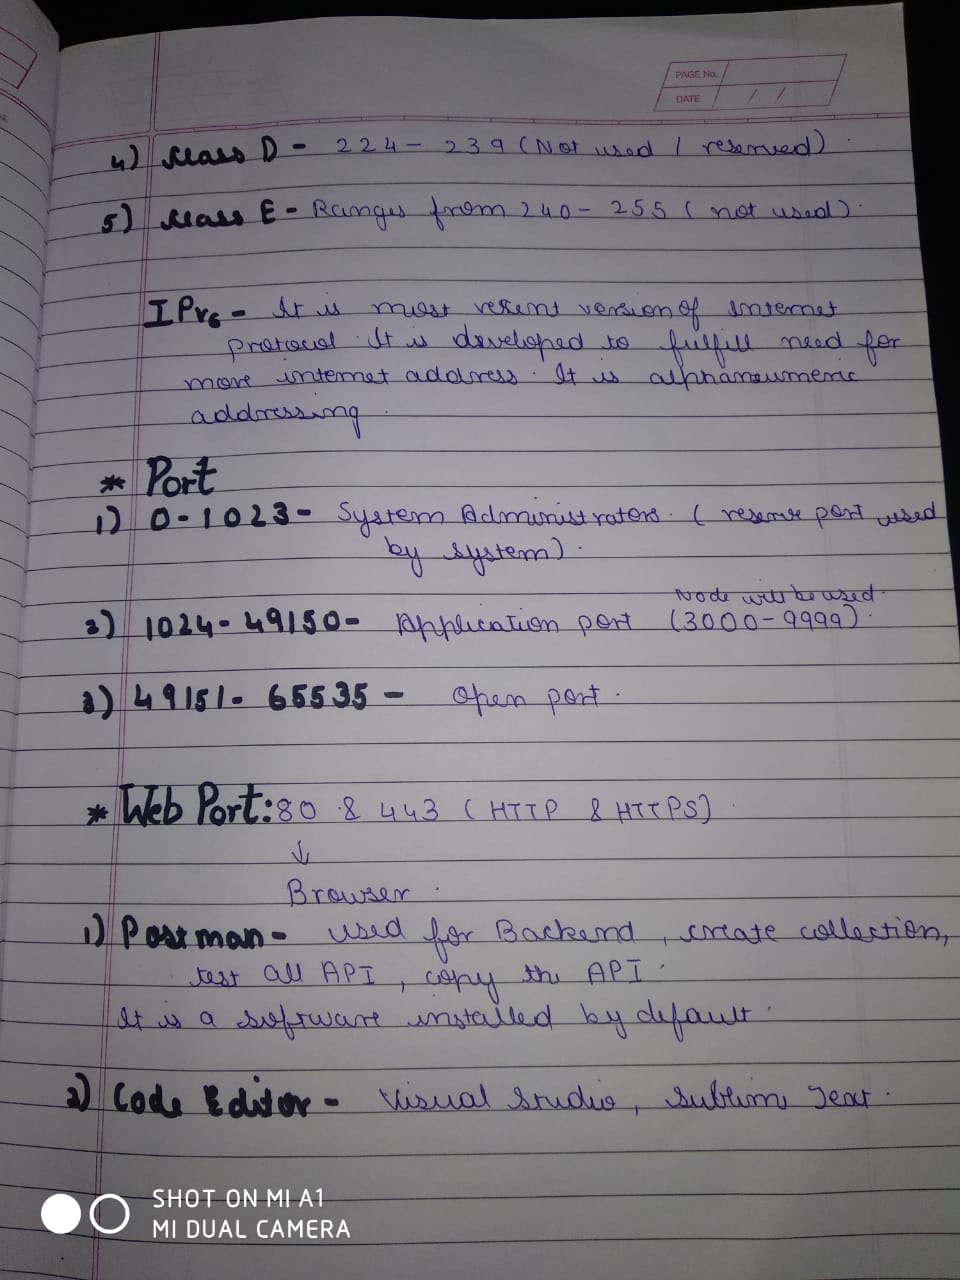 PAGE No.
DATE / /
4) Class D - 224 - 239 (Not used / reserved).
5) Class E - Ranges from 240 - 255 ( not used).
IPv6 - It is most resent version of Internet
protocol. It is developed to fulfill need for
more internet address. It is alphanumeric
addressing.
* Port
1) 0-1023- System Administrators. ( reserve port used
by system).
Node will be used.
2) 1024-49150- Application port (3000-9999).
3) 49151-65535 - Open port.
* Web Port: 80 & 443 ( HTTP & HTTPS)
↓
Browser.
1) Postman - used for Backend, create collection,
test all API, copy the API.
It is a software installed by default.
2) Code Editor - Visual Studio, Sublime Text.
SHOT ON MI A1
MI DUAL CAMERA